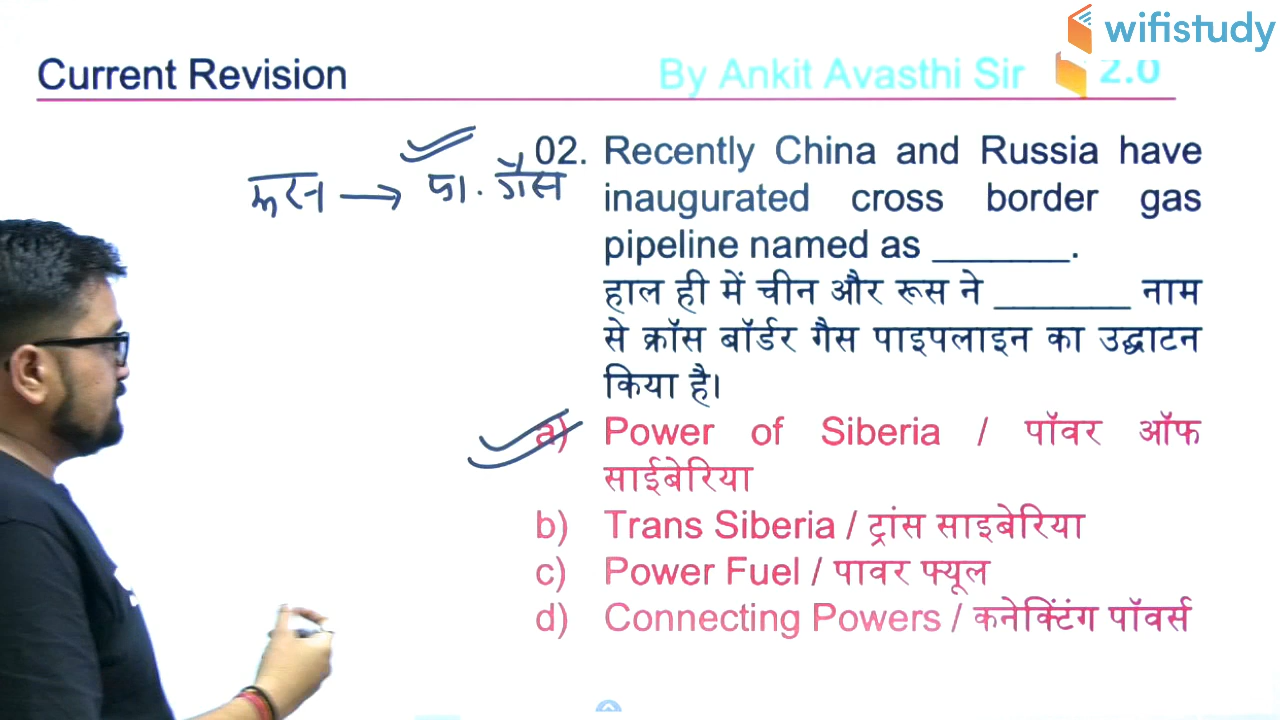 wifistudy
Current Revision
By Ankit Avasthi Sir
2.0
→ प्रा. गैस
02. Recently China and Russia have
inaugurated cross border gas
pipeline named as _______.
हाल ही में चीन और रूस ने _______ नाम
से क्रॉस बॉर्डर गैस पाइपलाइन का उद्घाटन
किया है।
a) Power of Siberia / पॉवर ऑफ
साईबेरिया
b) Trans Siberia / ट्रांस साइबेरिया
c) Power Fuel / पावर फ्यूल
d) Connecting Powers / कनेक्टिंग पॉवर्स